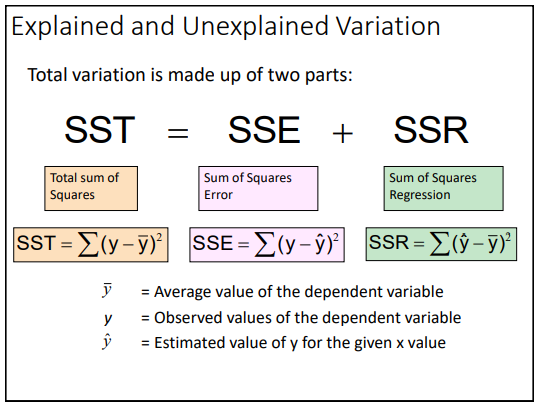 Explained and Unexplained Variation
Total variation is made up of two parts:
SST = SSE + SSR
Total sum of Squares
Sum of Squares Error
Sum of Squares Regression
SST = ∑(y – ȳ)²
SSE = ∑(y – ŷ)²
SSR = ∑(ŷ – ȳ)²
ȳ = Average value of the dependent variable
y = Observed values of the dependent variable
ŷ = Estimated value of y for the given x value